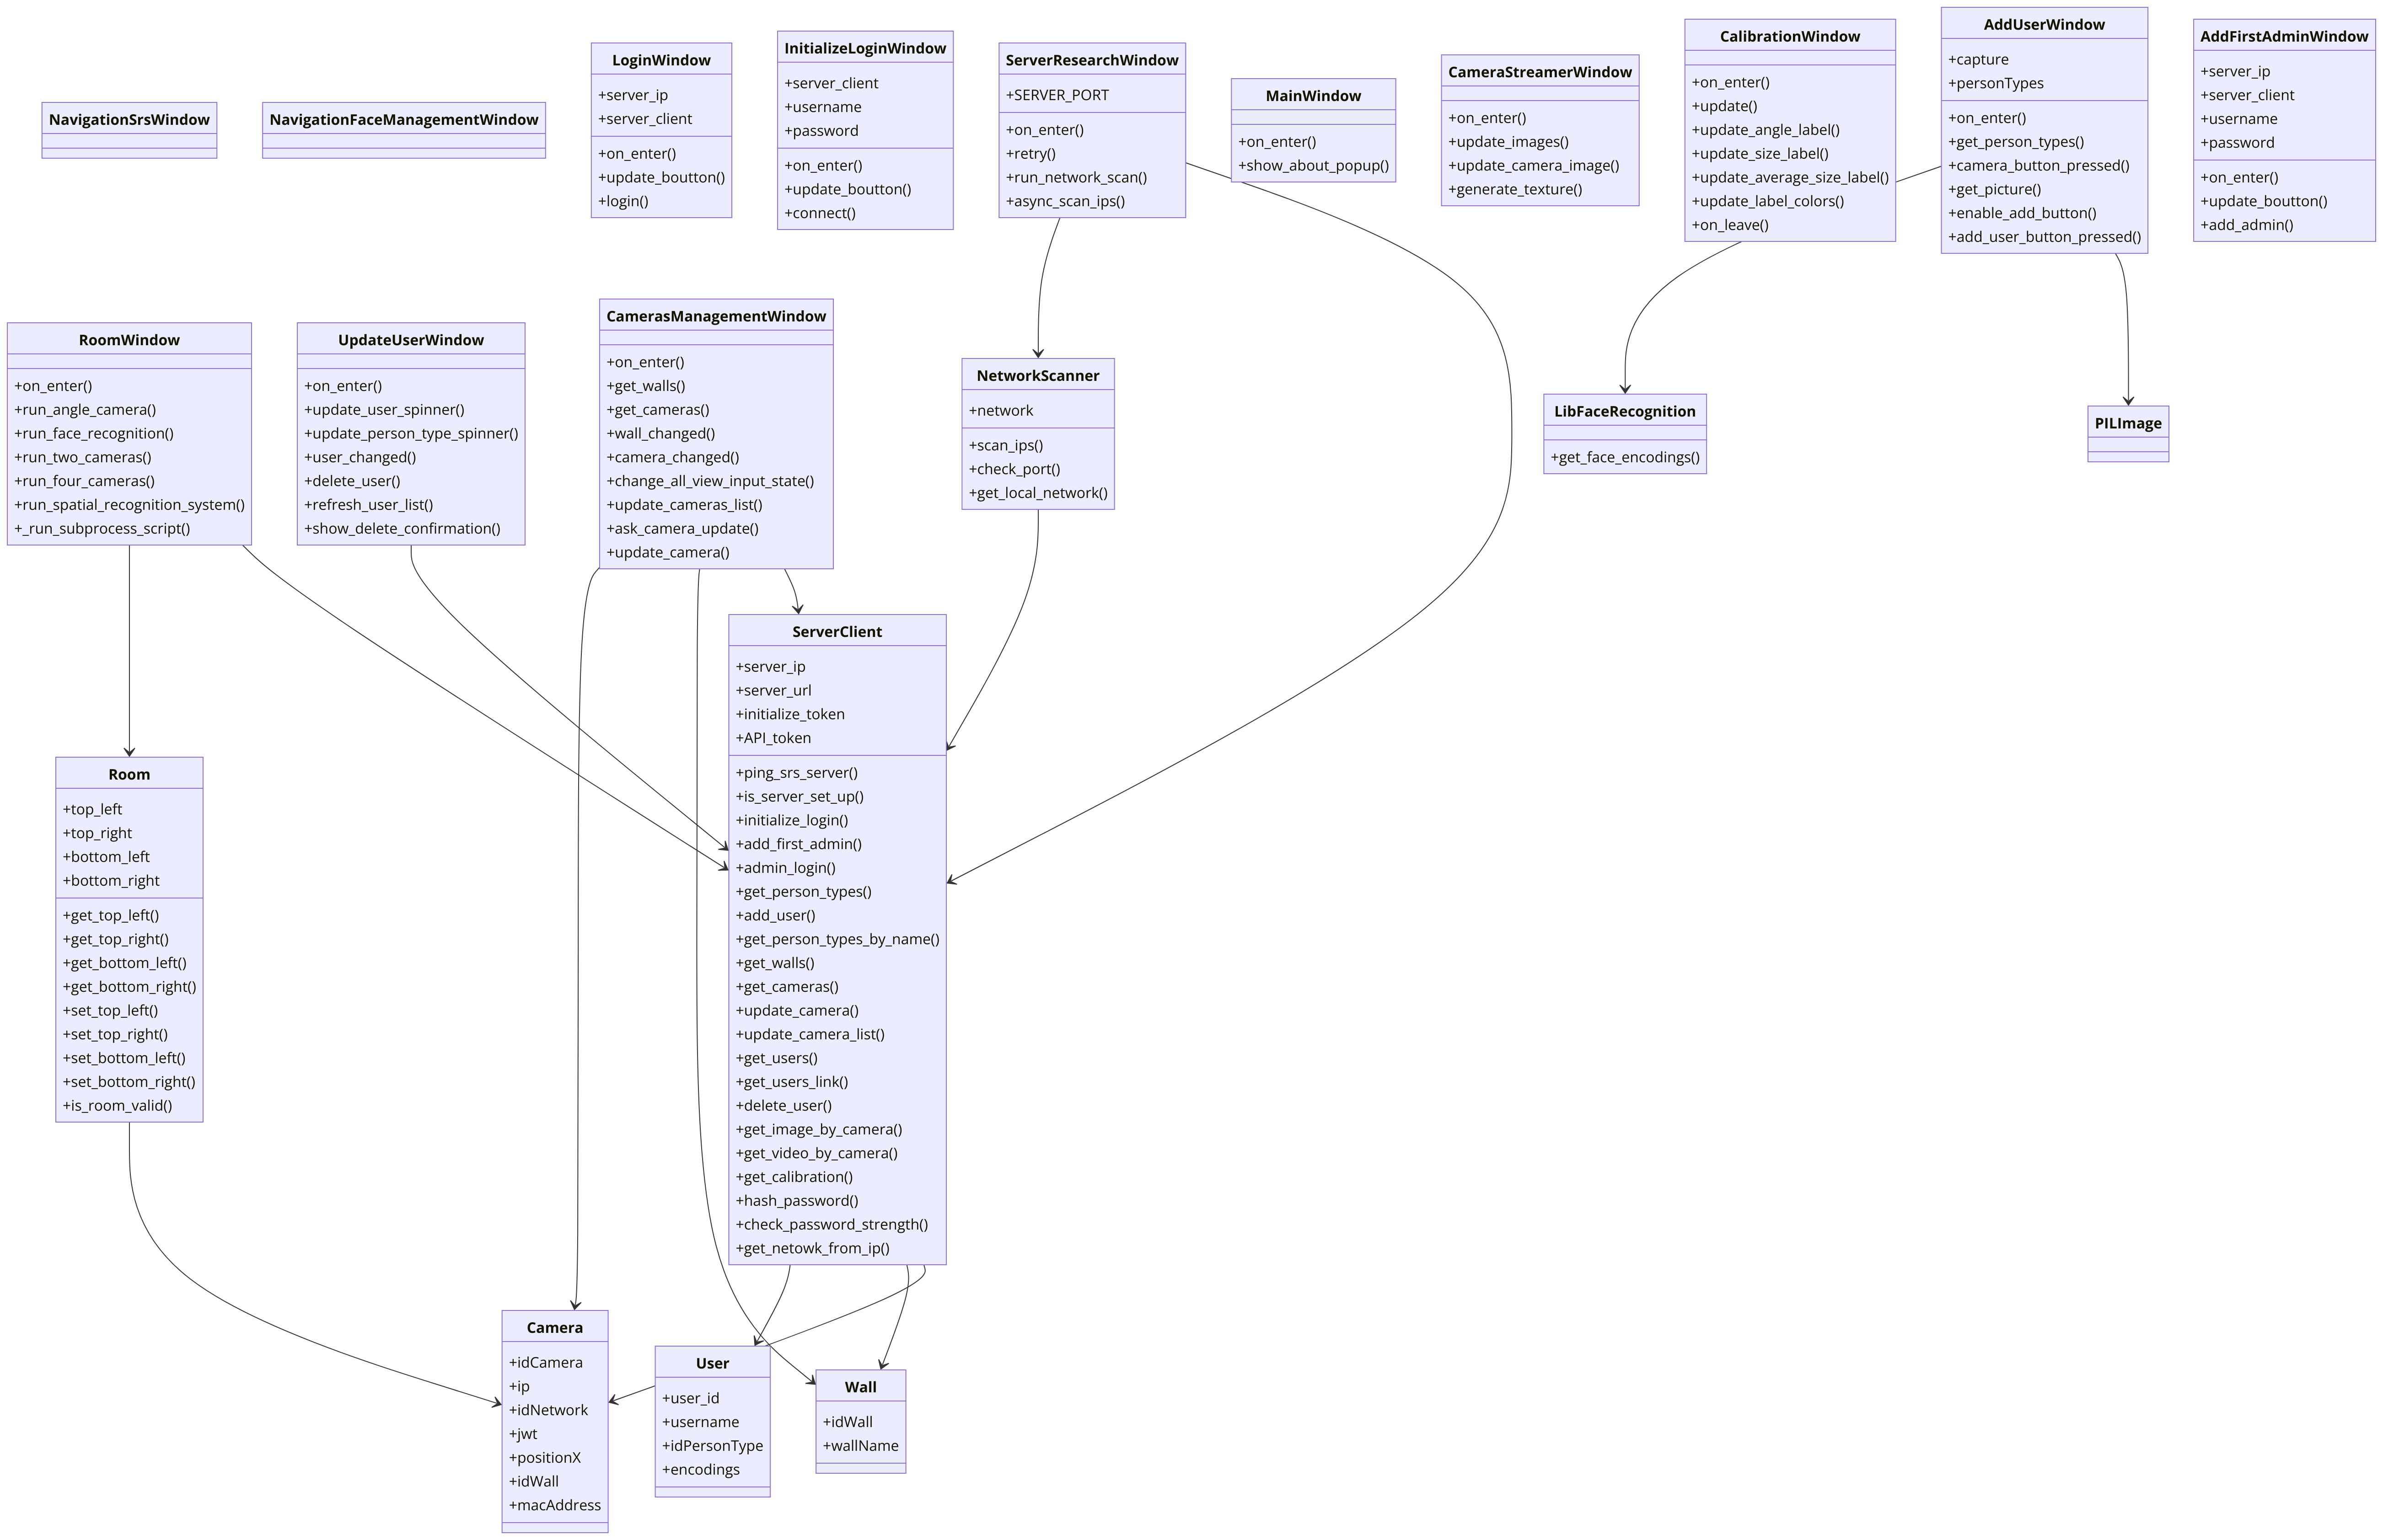 NavigationSrsWindow
NavigationFaceManagementWindow
LoginWindow
+server_ip
+server_client
+on_enter()
+update_boutton()
+login()
InitializeLoginWindow
+server_client
+username
+password
+on_enter()
+update_boutton()
+connect()
ServerResearchWindow
+SERVER_PORT
+on_enter()
+retry()
+run_network_scan()
+async_scan_ips()
MainWindow
+on_enter()
+show_about_popup()
CameraStreamerWindow
+on_enter()
+update_images()
+update_camera_image()
+generate_texture()
CalibrationWindow
+on_enter()
+update()
+update_angle_label()
+update_size_label()
+update_average_size_label()
+update_label_colors()
+on_leave()
AddUserWindow
+capture
+personTypes
+on_enter()
+get_person_types()
+camera_button_pressed()
+get_picture()
+enable_add_button()
+add_user_button_pressed()
AddFirstAdminWindow
+server_ip
+server_client
+username
+password
+on_enter()
+update_boutton()
+add_admin()
RoomWindow
+on_enter()
+run_angle_camera()
+run_face_recognition()
+run_two_cameras()
+run_four_cameras()
+run_spatial_recognition_system()
+_run_subprocess_script()
UpdateUserWindow
+on_enter()
+update_user_spinner()
+update_person_type_spinner()
+user_changed()
+delete_user()
+refresh_user_list()
+show_delete_confirmation()
CamerasManagementWindow
+on_enter()
+get_walls()
+get_cameras()
+wall_changed()
+camera_changed()
+change_all_view_input_state()
+update_cameras_list()
+ask_camera_update()
+update_camera()
NetworkScanner
+network
+scan_ips()
+check_port()
+get_local_network()
LibFaceRecognition
+get_face_encodings()
PILImage
ServerClient
+server_ip
+server_url
+initialize_token
+API_token
+ping_srs_server()
+is_server_set_up()
+initialize_login()
+add_first_admin()
+admin_login()
+get_person_types()
+add_user()
+get_person_types_by_name()
+get_walls()
+get_cameras()
+update_camera()
+update_camera_list()
+get_users()
+get_users_link()
+delete_user()
+get_image_by_camera()
+get_video_by_camera()
+get_calibration()
+hash_password()
+check_password_strength()
+get_netowk_from_ip()
Room
+top_left
+top_right
+bottom_left
+bottom_right
+get_top_left()
+get_top_right()
+get_bottom_left()
+get_bottom_right()
+set_top_left()
+set_top_right()
+set_bottom_left()
+set_bottom_right()
+is_room_valid()
Camera
+idCamera
+ip
+idNetwork
+jwt
+positionX
+idWall
+macAddress
User
+user_id
+username
+idPersonType
+encodings
Wall
+idWall
+wallName